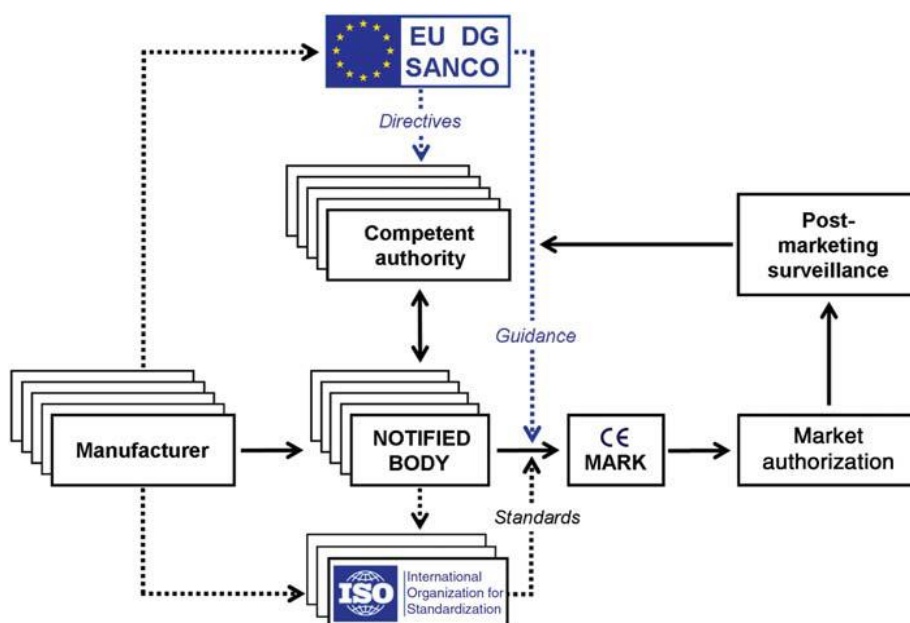 EU DG
SANCO
Directives
Competent
authority
Post-
marketing
surveillance
Guidance
Manufacturer
NOTIFIED
BODY
CE
MARK
Market
authorization
Standards
ISO
International
Organization for
Standardization